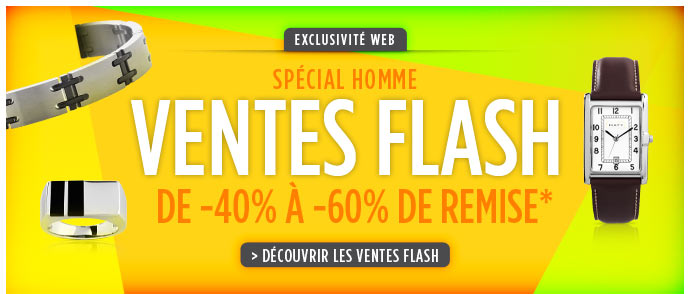 EXCLUSIVITÉ WEB
SPÉCIAL HOMME
VENTES FLASH
DE -40% À -60% DE REMISE*
> DÉCOUVRIR LES VENTES FLASH